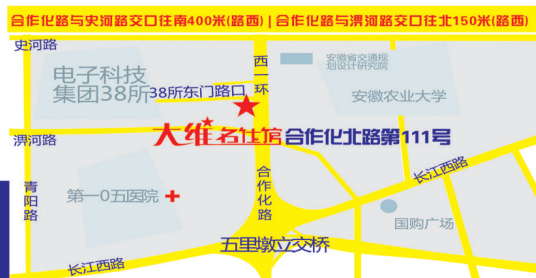 合作化路与史河路交口往南400米(路西) | 合作化路与淠河路交口往北150米(路西)
史河路
西一环
安徽省交通规
划设计研究院
电子科技
集团38所
38所东门路口
安徽农业大学
淠河路
大维名仕馆 合作化北路第111号
长江西路
青阳路
第一0五医院
合作化路
国购广场
五里墩立交桥
长江西路